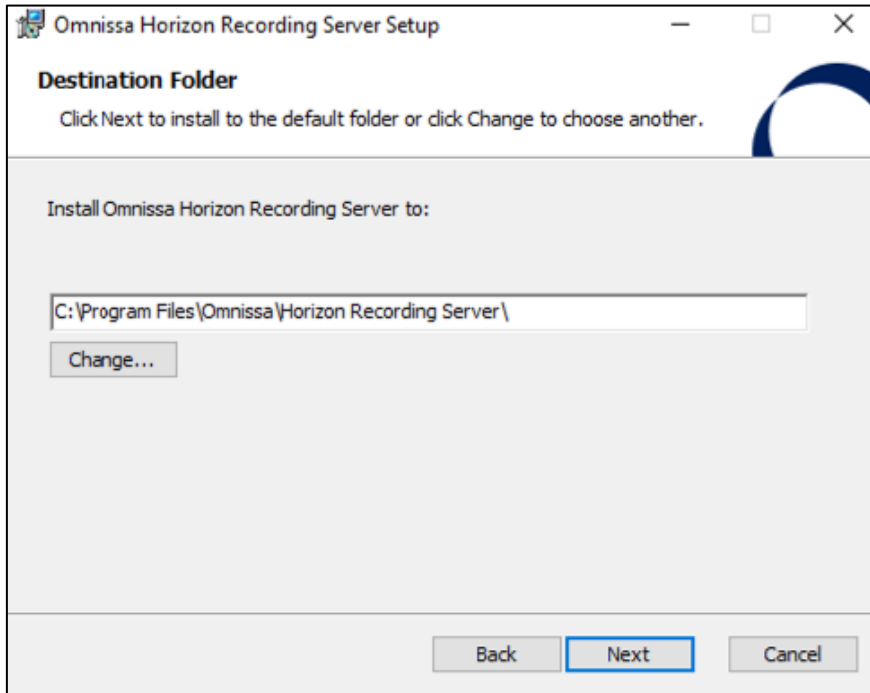 Omnissa Horizon Recording Server Setup
Destination Folder
Click Next to install to the default folder or click Change to choose another.
Install Omnissa Horizon Recording Server to:
C:\Program Files\Omnissa\Horizon Recording Server\
Change...
Back Next Cancel